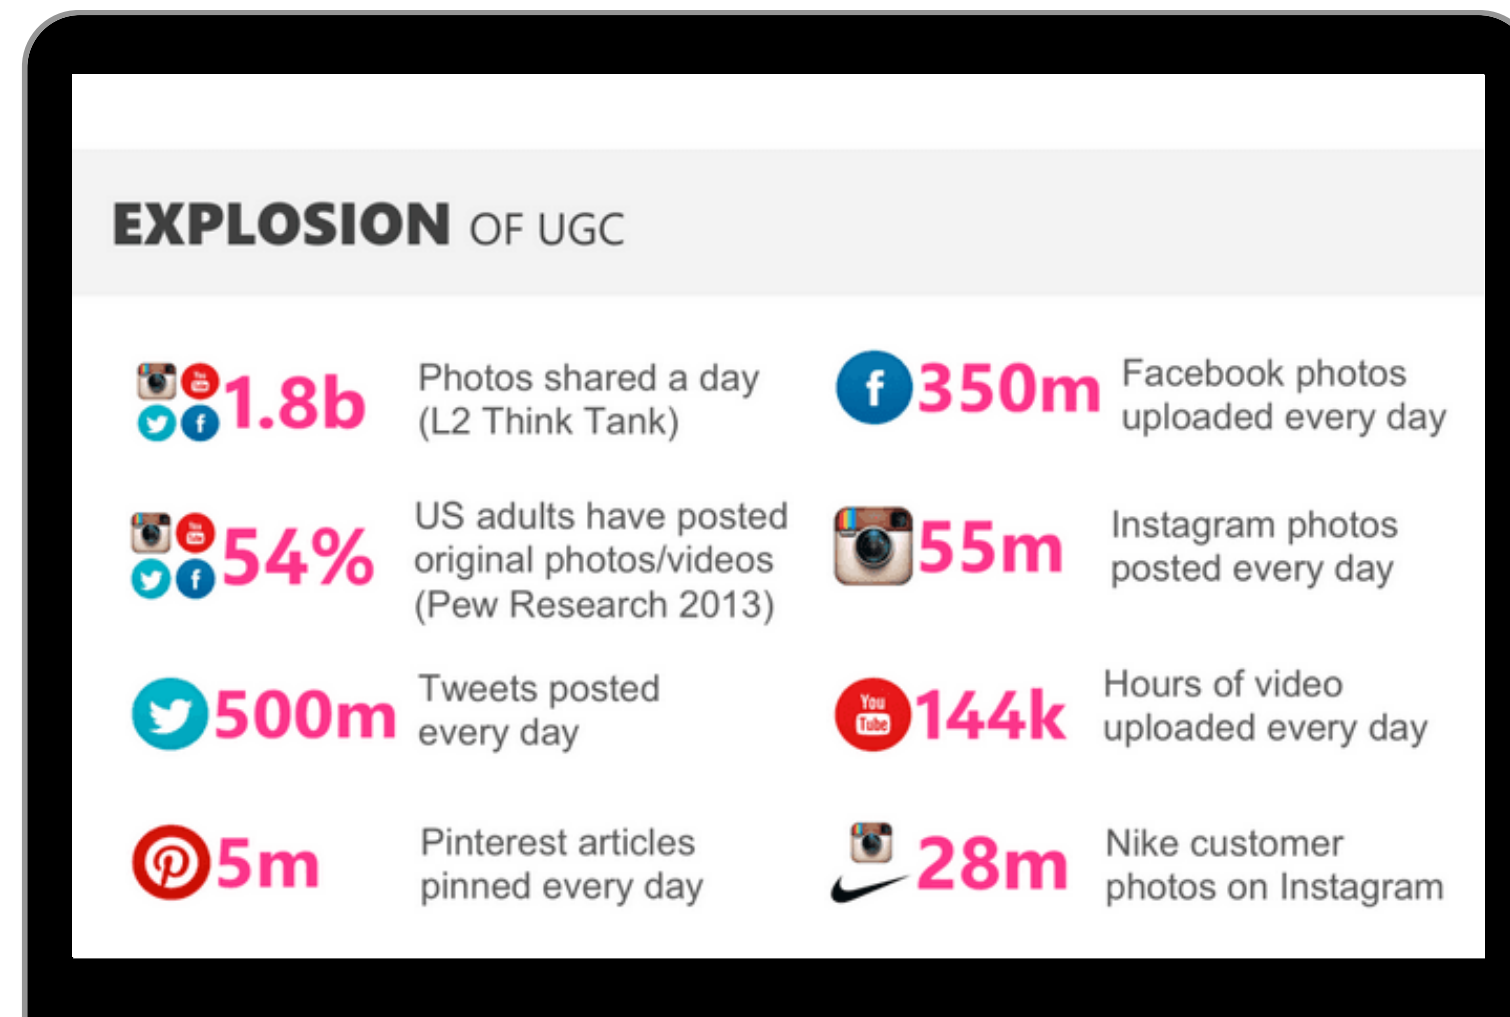 EXPLOSION OF UGC
1.8b
Photos shared a day
(L2 Think Tank)
350m
Facebook photos
uploaded every day
54%
US adults have posted
original photos/videos
(Pew Research 2013)
55m
Instagram photos
posted every day
500m
Tweets posted
every day
You
Tube
144k
Hours of video
uploaded every day
5m
Pinterest articles
pinned every day
28m
Nike customer
photos on Instagram